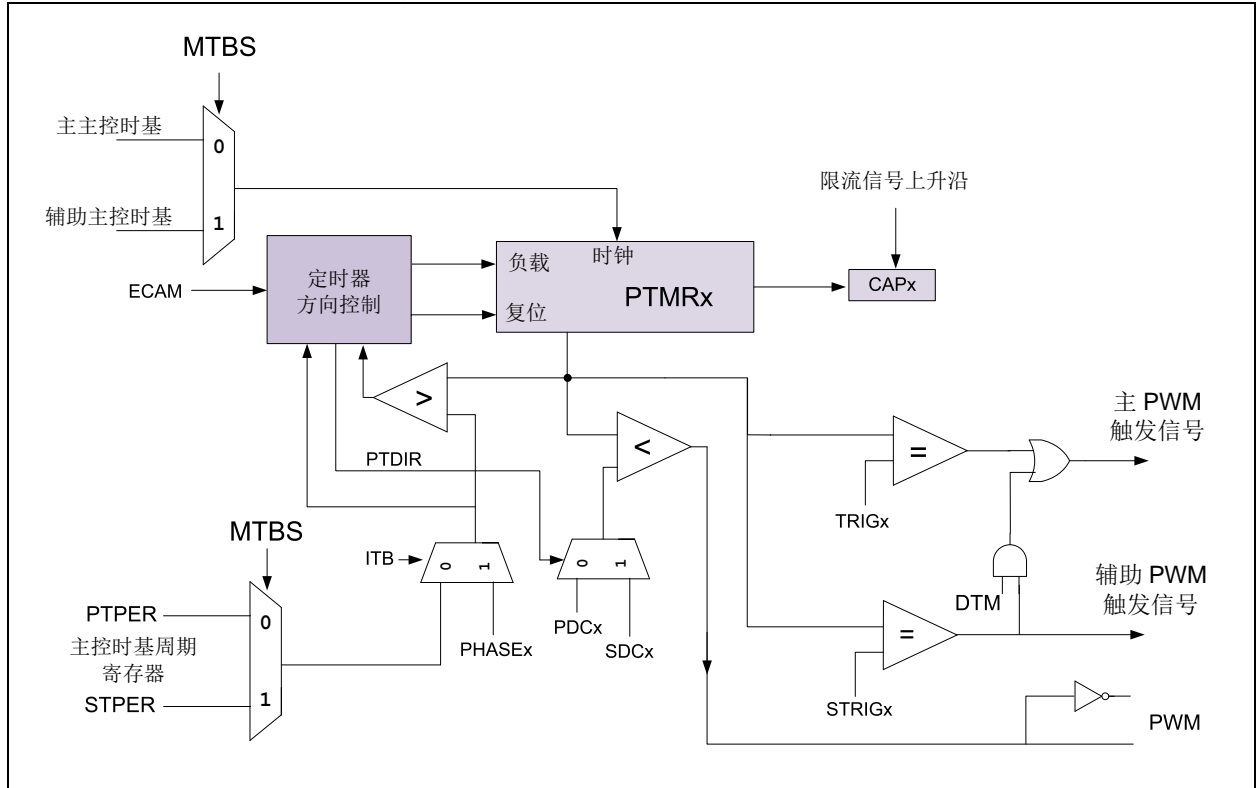 MTBS
主主控时基
0
辅助主控时基
1
ECAM
定时器
方向控制
负载
时钟
复位
PTMRx
限流信号上升沿
CAPx
>
<
=
TRIGx
主 PWM
触发信号
PTDIR
MTBS
ITB
0
1
0
1
PTPER
0
主控时基周期
寄存器
STPER
1
PHASEx
PDCx
SDCx
DTM
辅助 PWM
触发信号
=
STRIGx
PWM